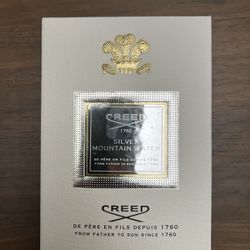 CREED
1760
SILVER
MOUNTAIN WATER
DE PÈRE EN FILS DEPUIS 1760
FROM FATHER TO SON SINCE 1760
CREED
DE PÈRE EN FILS DEPUIS 1760
FROM FATHER TO SON SINCE 1760